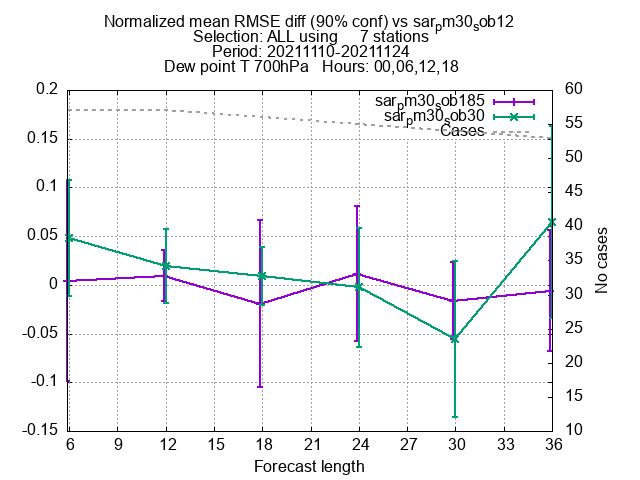 Normalized mean RMSE diff (90% conf) vs sarpm30sob12
Selection: ALL using 7 stations
Period: 20211110-20211124
Dew point T 700hPa Hours: 00,06,12,18
0.2
0.15
0.1
0.05
0
-0.05
-0.1
-0.15
sarpm30sob185
sarpm30sob30
Cases
60
55
50
45
40
35
30
25
20
15
10
No cases
6 9 12 15 18 21 24 27 30 33 36
Forecast length